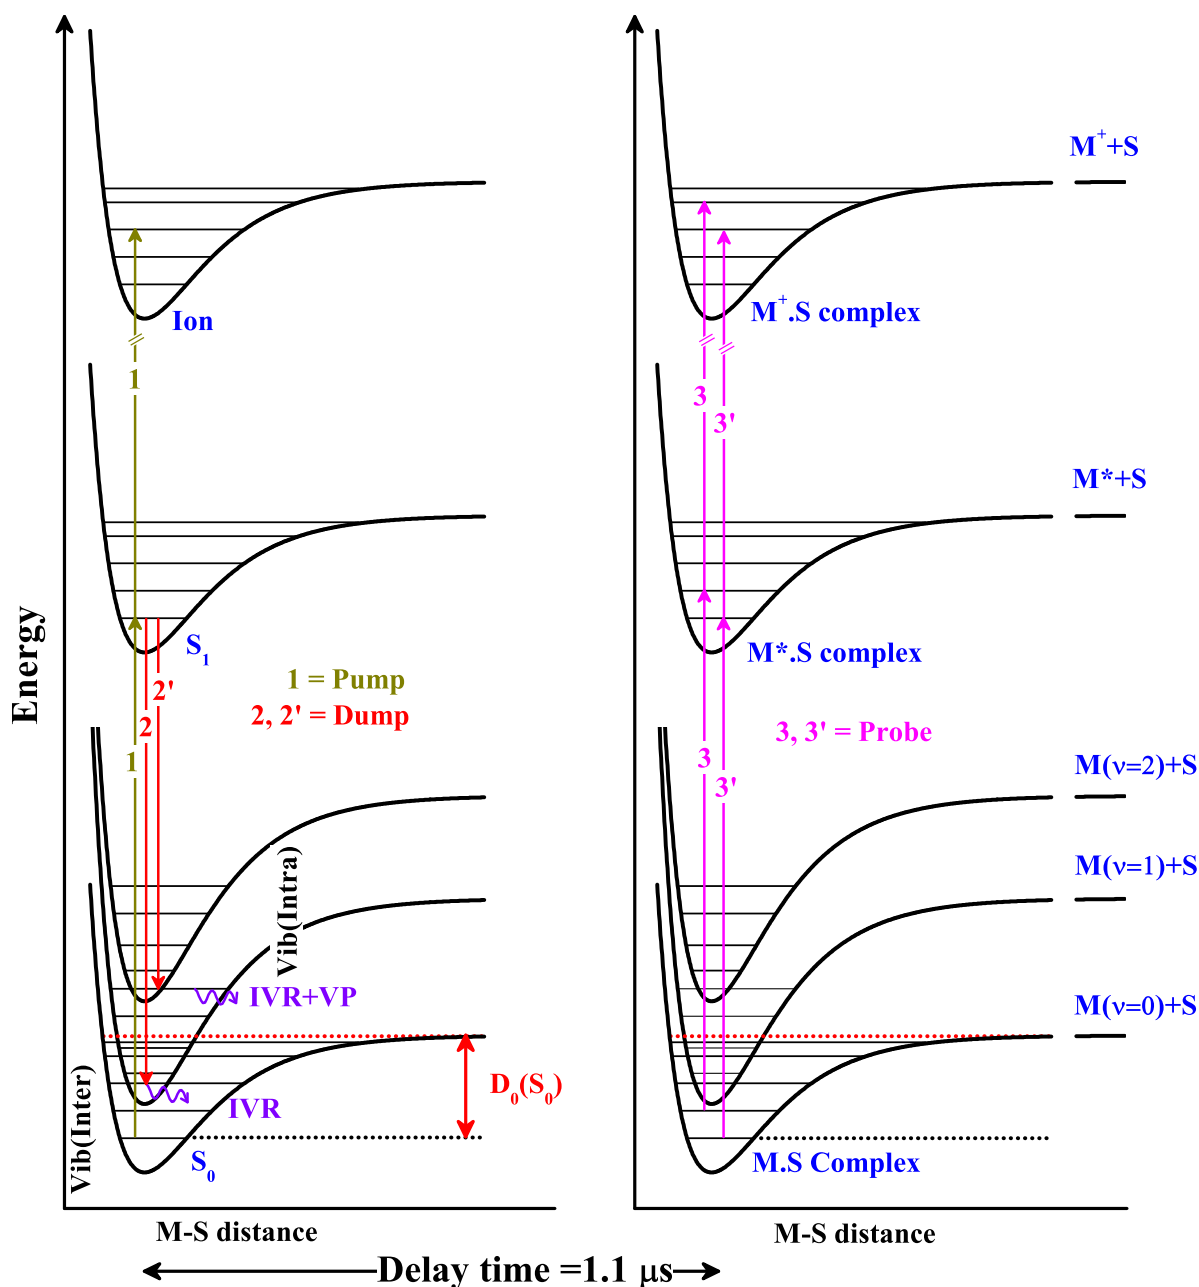 M⁺+S
Ion
M⁺.S complex
1
3
3'
M*+S
Energy
S₁
M*.S complex
2'
1 = Pump
2, 2' = Dump
2
1
3, 3' = Probe
3
3'
M(ν=2)+S
Vib(Intra)
M(ν=1)+S
IVR+VP
M(ν=0)+S
D₀(S₀)
IVR
Vib(Inter)
S₀
M.S Complex
M-S distance
M-S distance
Delay time =1.1 μs